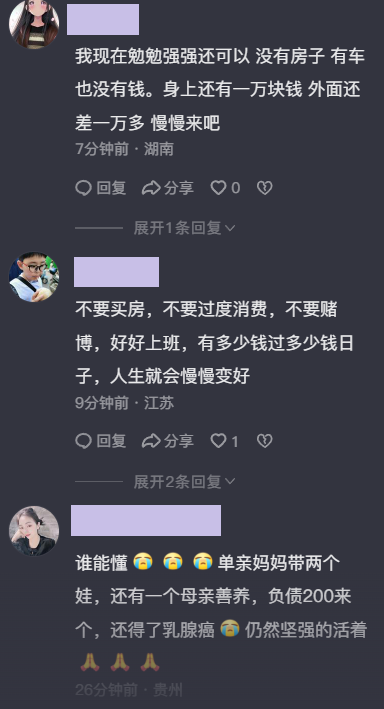 我现在勉勉强强还可以 没有房子 有车
也没有钱。身上还有一万块钱 外面还
差一万多 慢慢来吧
7分钟前 · 湖南
回复 分享 0
展开1条回复
不要买房，不要过度消费，不要赌
博，好好上班，有多少钱过多少钱日
子，人生就会慢慢变好
9分钟前 · 江苏
回复 分享 1
展开2条回复
谁能懂 😭 😭 😭 单亲妈妈带两个
娃，还有一个母亲善养，负债200来
个，还得了乳腺癌 😭 仍然坚强的活着
🙏 🙏 🙏
26分钟前 · 贵州